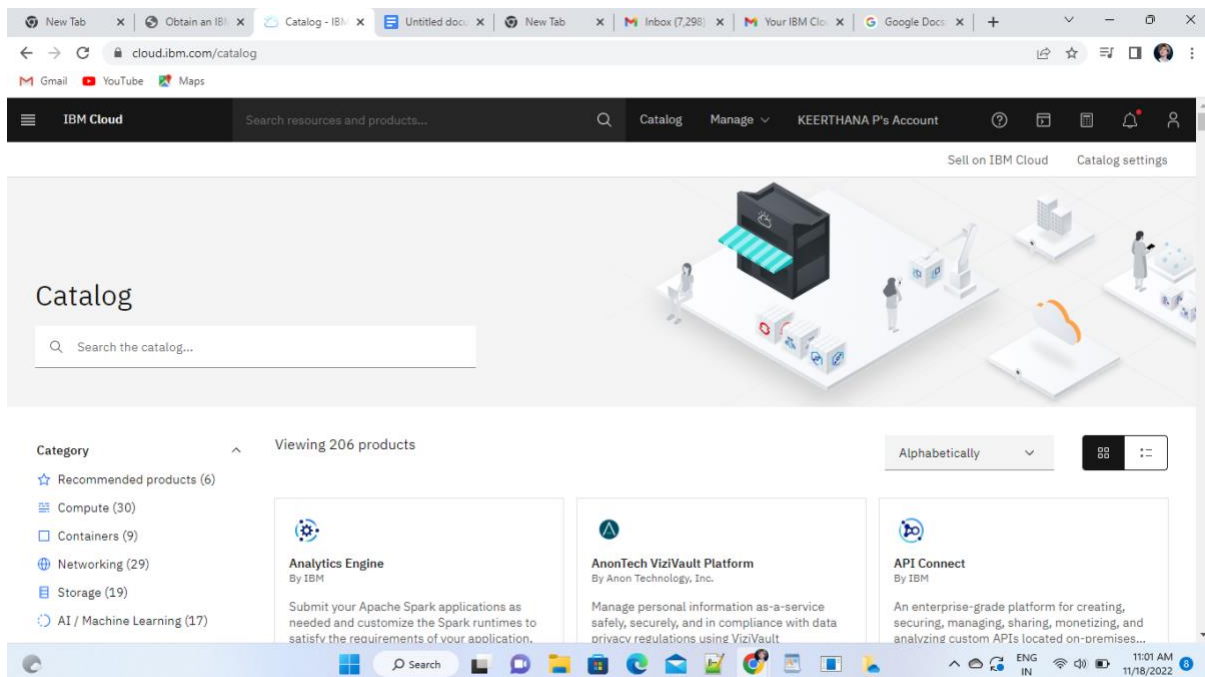 New Tab Obtain an IBM Catalog - IBM Untitled docu New Tab Inbox (7,298) Your IBM Clo Google Docs:
cloud.ibm.com/catalog
Gmail YouTube Maps
IBM Cloud Search resources and products... Catalog Manage KEERTHANA P's Account
Sell on IBM Cloud Catalog settings
Catalog
Search the catalog...
Category Viewing 206 products Alphabetically
Recommended products (6)
Compute (30)
Containers (9)
Networking (29)
Storage (19)
AI / Machine Learning (17)
Analytics Engine
By IBM
Submit your Apache Spark applications as
needed and customize the Spark runtimes to
satisfy the requirements of your application.
AnonTech ViziVault Platform
By Anon Technology, Inc.
Manage personal information as-a-service
safely, securely, and in compliance with data
privacy regulations using ViziVault
API Connect
By IBM
An enterprise-grade platform for creating,
securing, managing, sharing, monetizing, and
analyzing custom APIs located on-premises...
Search ENG
IN
11:01 AM
11/18/2022
8